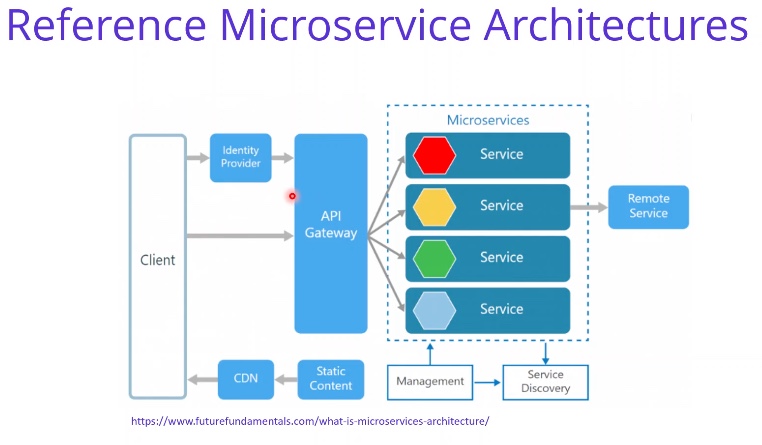 Reference Microservice Architectures
Microservices
Identity
Provider
Service
API
Gateway
Service
Remote
Service
Client
Service
Service
CDN
Static
Content
Management
Service
Discovery
https://www.futurefundamentals.com/what-is-microservices-architecture/